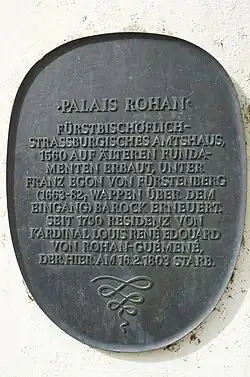 ›PALAIS ROHAN‹
FÜRSTBISCHÖFLICH-
STRASSBURGISCHES AMTSHAUS,
1560 AUF ÄLTEREN FUNDA-
MENTEN ERBAUT, UNTER
FRANZ EGON VON FÜRSTENBERG
(1663-82, WAPPEN ÜBER DEM
EINGANG) BAROCK ERNEUERT.
SEIT 1790 RESIDENZ VON
KARDINAL LOUIS RENÉ EDOUARD
VON ROHAN-GUÉMENÉ,
DER HIER AM 16.2.1803 STARB.